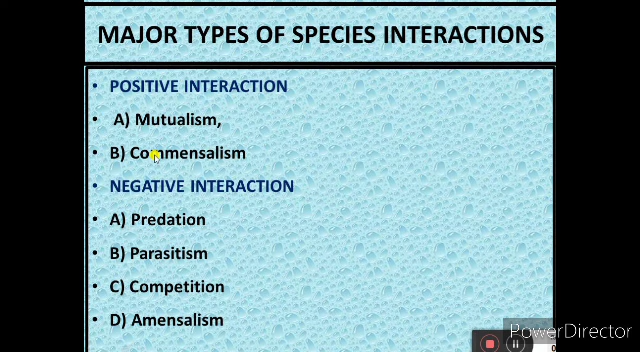 MAJOR TYPES OF SPECIES INTERACTIONS
• POSITIVE INTERACTION
• A) Mutualism,
• B) Commensalism
• NEGATIVE INTERACTION
• A) Predation
• B) Parasitism
• C) Competition
• D) Amensalism
PowerDirector